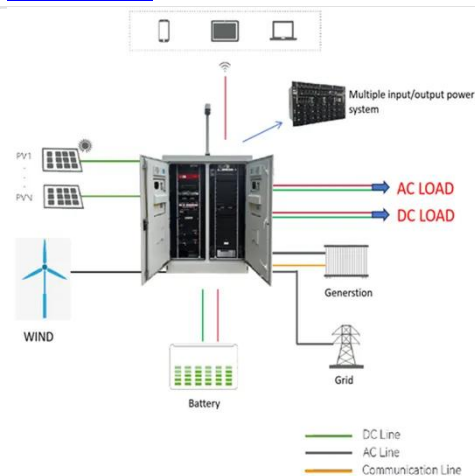 Multiple input/output power
system
PV1
PVN
AC LOAD
DC LOAD
WIND
Generstion
Grid
Battery
DC Line
AC Line
Communication Line